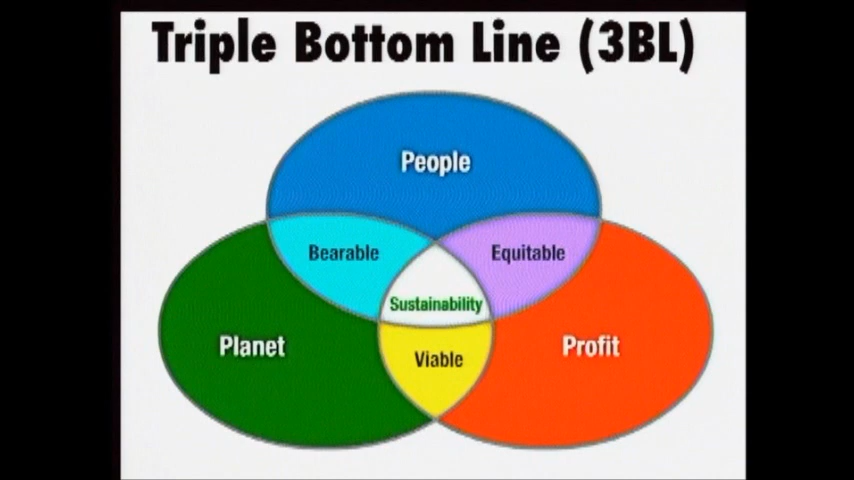 Triple Bottom Line (3BL)
People
Bearable
Equitable
Sustainability
Planet
Profit
Viable